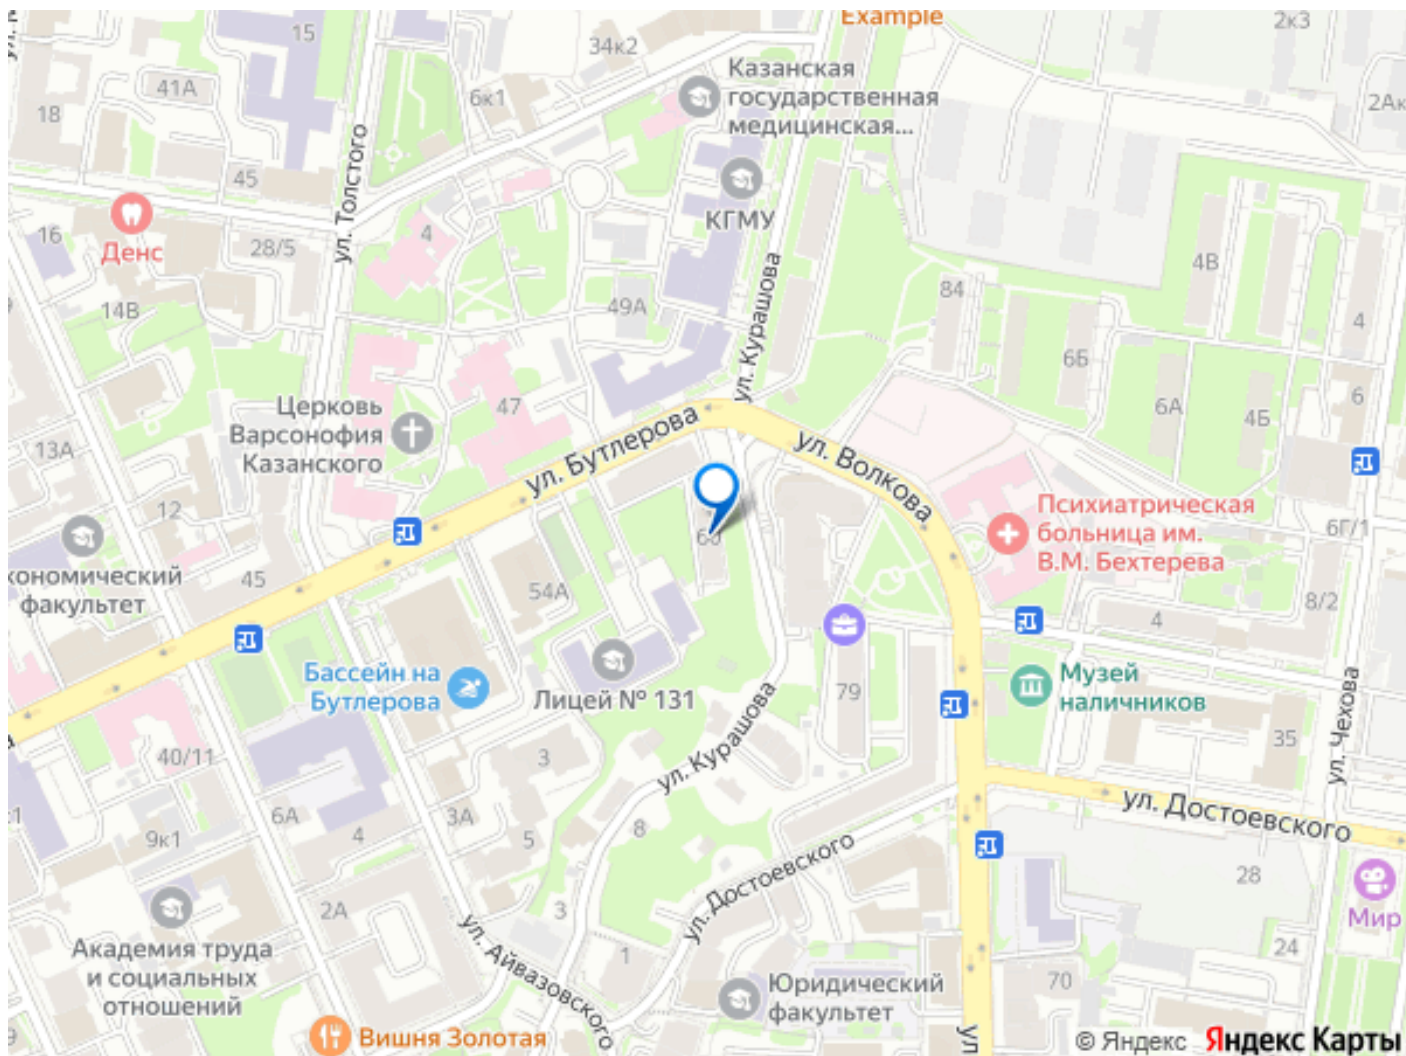 Example
2к3
15
34к2
Казанская
государственная
медицинская...
41А
6к1
18
2Ак
ул. Толстого
45
КГМУ
16
Денс
28/5
4
ул. Курашова
4В
84
14В
49А
4
6Б
6
Церковь
Варсонофия
Казанского
47
6А
4Б
13А
ул. Бутлерова
ул. Волкова
12
Психиатрическая
больница им.
В.М. Бехтерева
6Г/1
кономический
факультет
45
54А
8/2
4
Бассейн на
Бутлерова
Лицей № 131
79
Музей
наличников
ул. Чехова
40/11
3
ул. Курашова
35
6А
4
3А
5
8
ул. Достоевского
9к1
ул. Достоевского
28
2А
3
Мир
Академия труда
и социальных
отношений
ул. Айвазовского
1
24
Юридический
факультет
70
Вишня Золотая
ул
© Яндекс Яндекс Карты